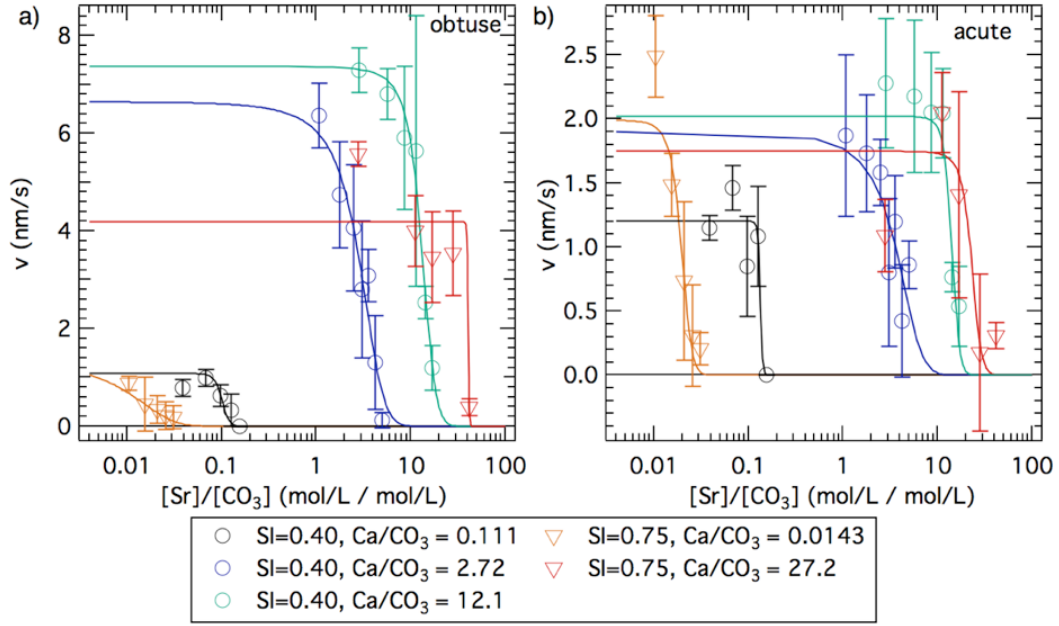 a)
obtuse
8
6
4
2
0
v (nm/s)
0.01 0.1 1 10 100
[Sr]/[CO₃] (mol/L / mol/L)
b)
acute
2.5
2.0
1.5
1.0
0.5
0.0
v (nm/s)
0.01 0.1 1 10 100
[Sr]/[CO₃] (mol/L / mol/L)
SI=0.40, Ca/CO₃ = 0.111
SI=0.40, Ca/CO₃ = 2.72
SI=0.40, Ca/CO₃ = 12.1
SI=0.75, Ca/CO₃ = 0.0143
SI=0.75, Ca/CO₃ = 27.2